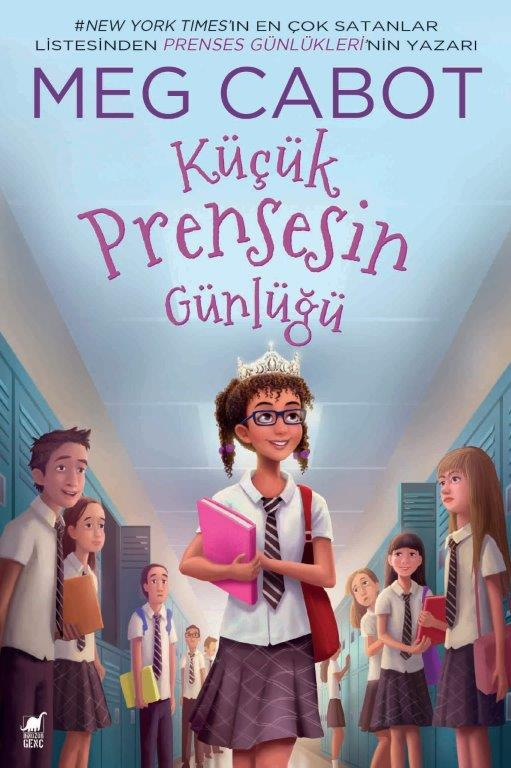 #NEW YORK TIMES'IN EN ÇOK SATANLAR
LİSTESİNDEN PRENSES GÜNLÜKLERİ'NİN YAZARI
MEG CABOT
Küçük
Prensesin
Günlüğü
GENÇ